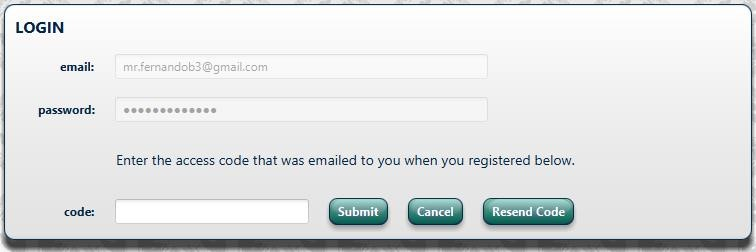 LOGIN
email: mr.fernandob3@gmail.com
password: •••••••••••••
Enter the access code that was emailed to you when you registered below.
code: Submit Cancel Resend Code